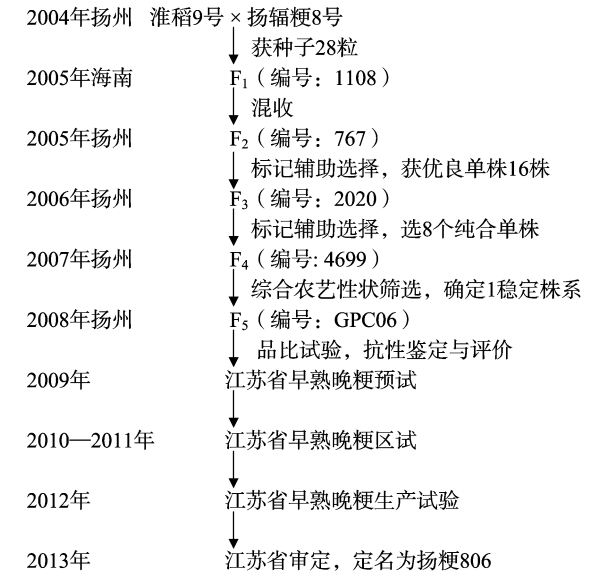 2004年扬州 淮稻9号 × 扬辐粳8号
获种子28粒
2005年海南 F₁（编号：1108）
混收
2005年扬州 F₂（编号：767）
标记辅助选择，获优良单株16株
2006年扬州 F₃（编号：2020）
标记辅助选择，选8个纯合单株
2007年扬州 F₄（编号: 4699）
综合农艺性状筛选，确定1稳定株系
2008年扬州 F₅（编号：GPC06）
品比试验，抗性鉴定与评价
2009年 江苏省早熟晚粳预试
2010—2011年 江苏省早熟晚粳区试
2012年 江苏省早熟晚粳生产试验
2013年 江苏省审定，定名为扬粳806